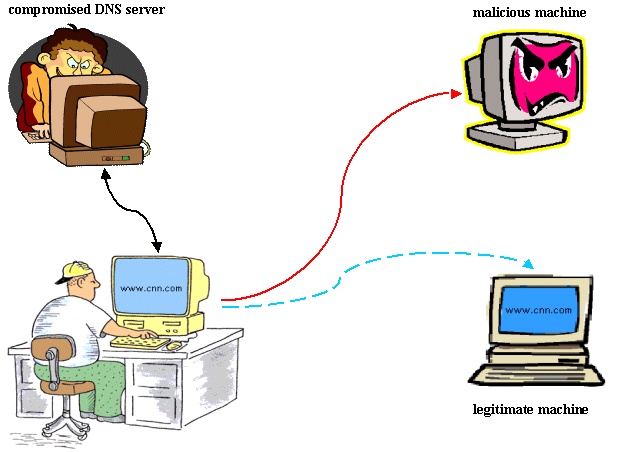 compromised DNS server
malicious machine
www.cnn.com
www.cnn.com
legitimate machine